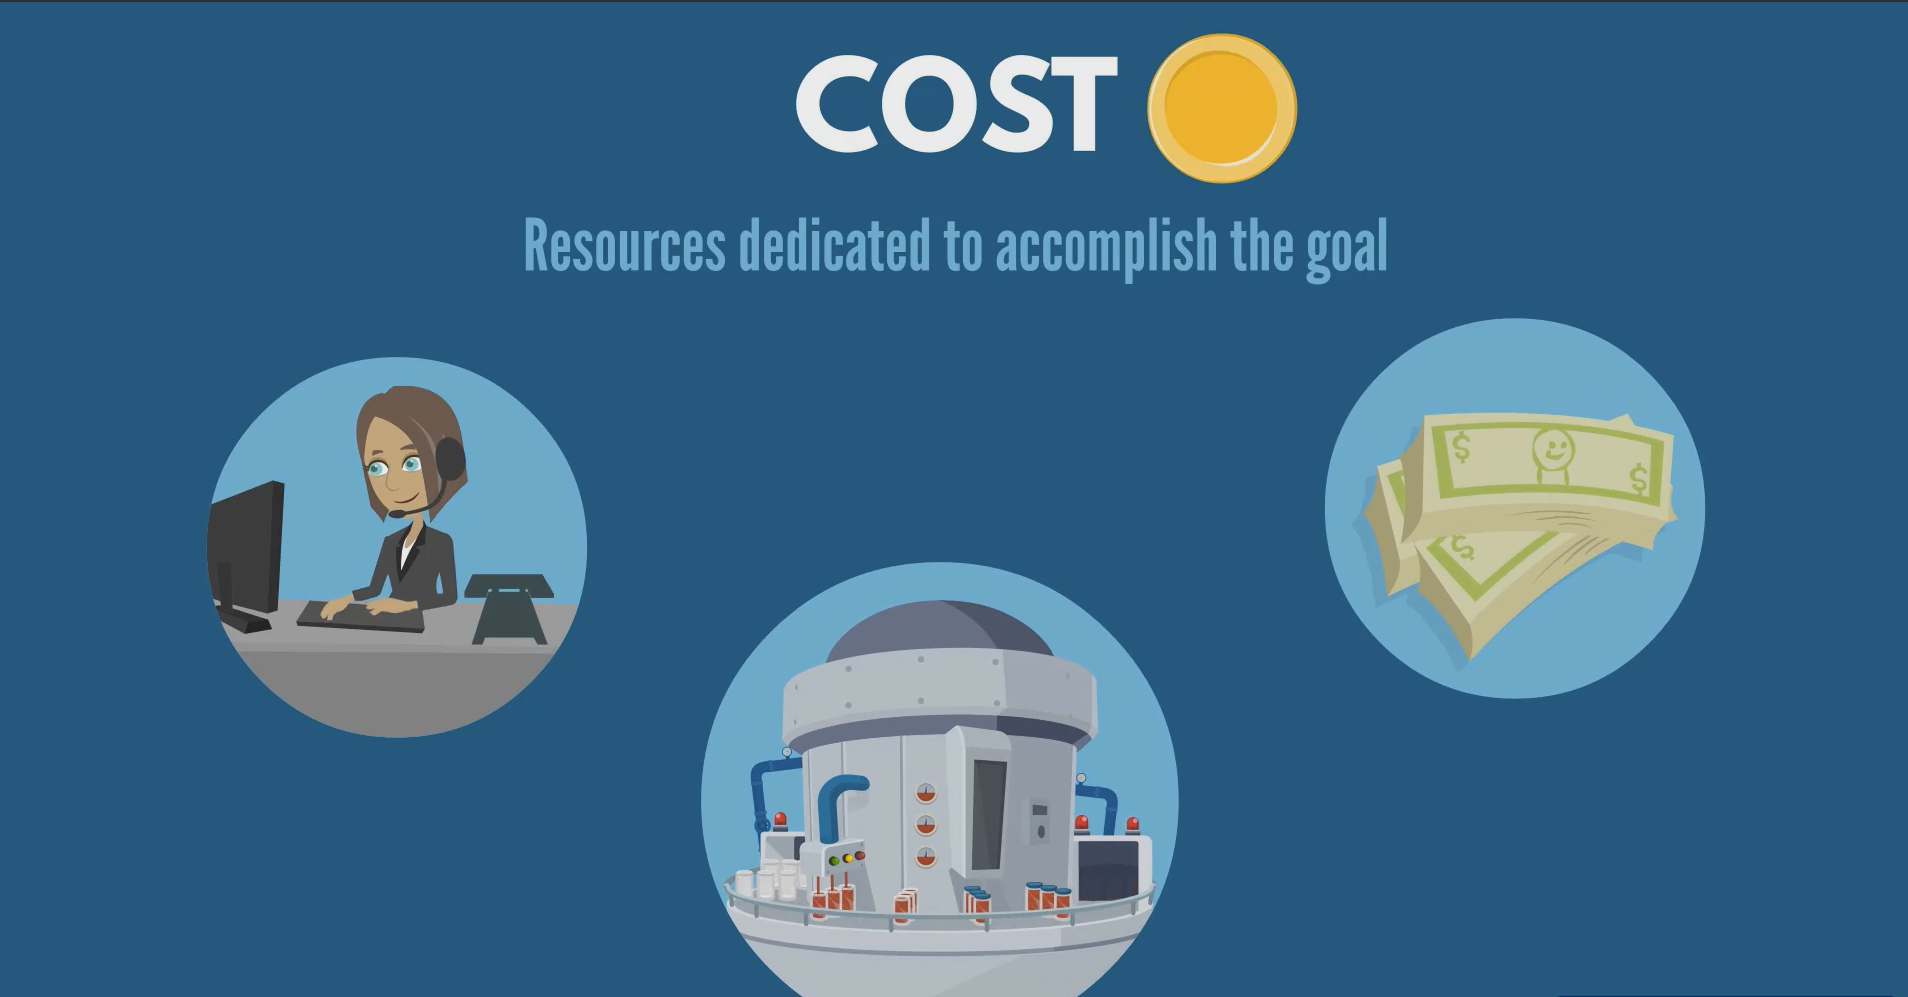 COST
Resources dedicated to accomplish the goal
$
$
$